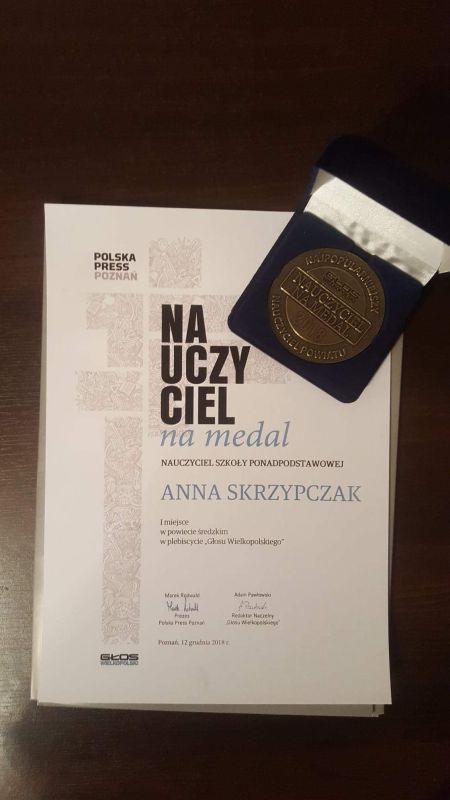 POLSKA
PRESS
POZNAŃ
NA
UCZY
CIEL
na medal
NAUCZYCIEL SZKOŁY PONADPODSTAWOWEJ
ANNA SKRZYPCZAK
I miejsce
w powiecie średzkim
w plebiscycie „Głosu Wielkopolskiego"
Marek Rodwald
Prezes
Polska Press Poznań
Adam Pawłowski
Redaktor Naczelny
„Głosu Wielkopolskiego"
Poznań, 12 grudnia 2018 r.
GŁOS
WIELKOPOLSKI
NAJPOPULARNIEJSZY
NAUCZYCIEL
NA MEDAL
2018
NAUCZYCIEL POWIATU